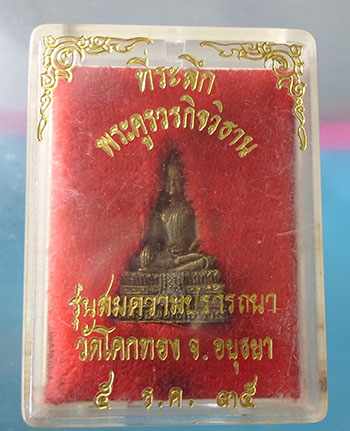 ที่ระลึก
พระครูวรกิจวิธาน
รุ่นสมความปรารถนา
วัดโคกทอง จ.อยุธยา
๕ ธ.ค. ๓๕